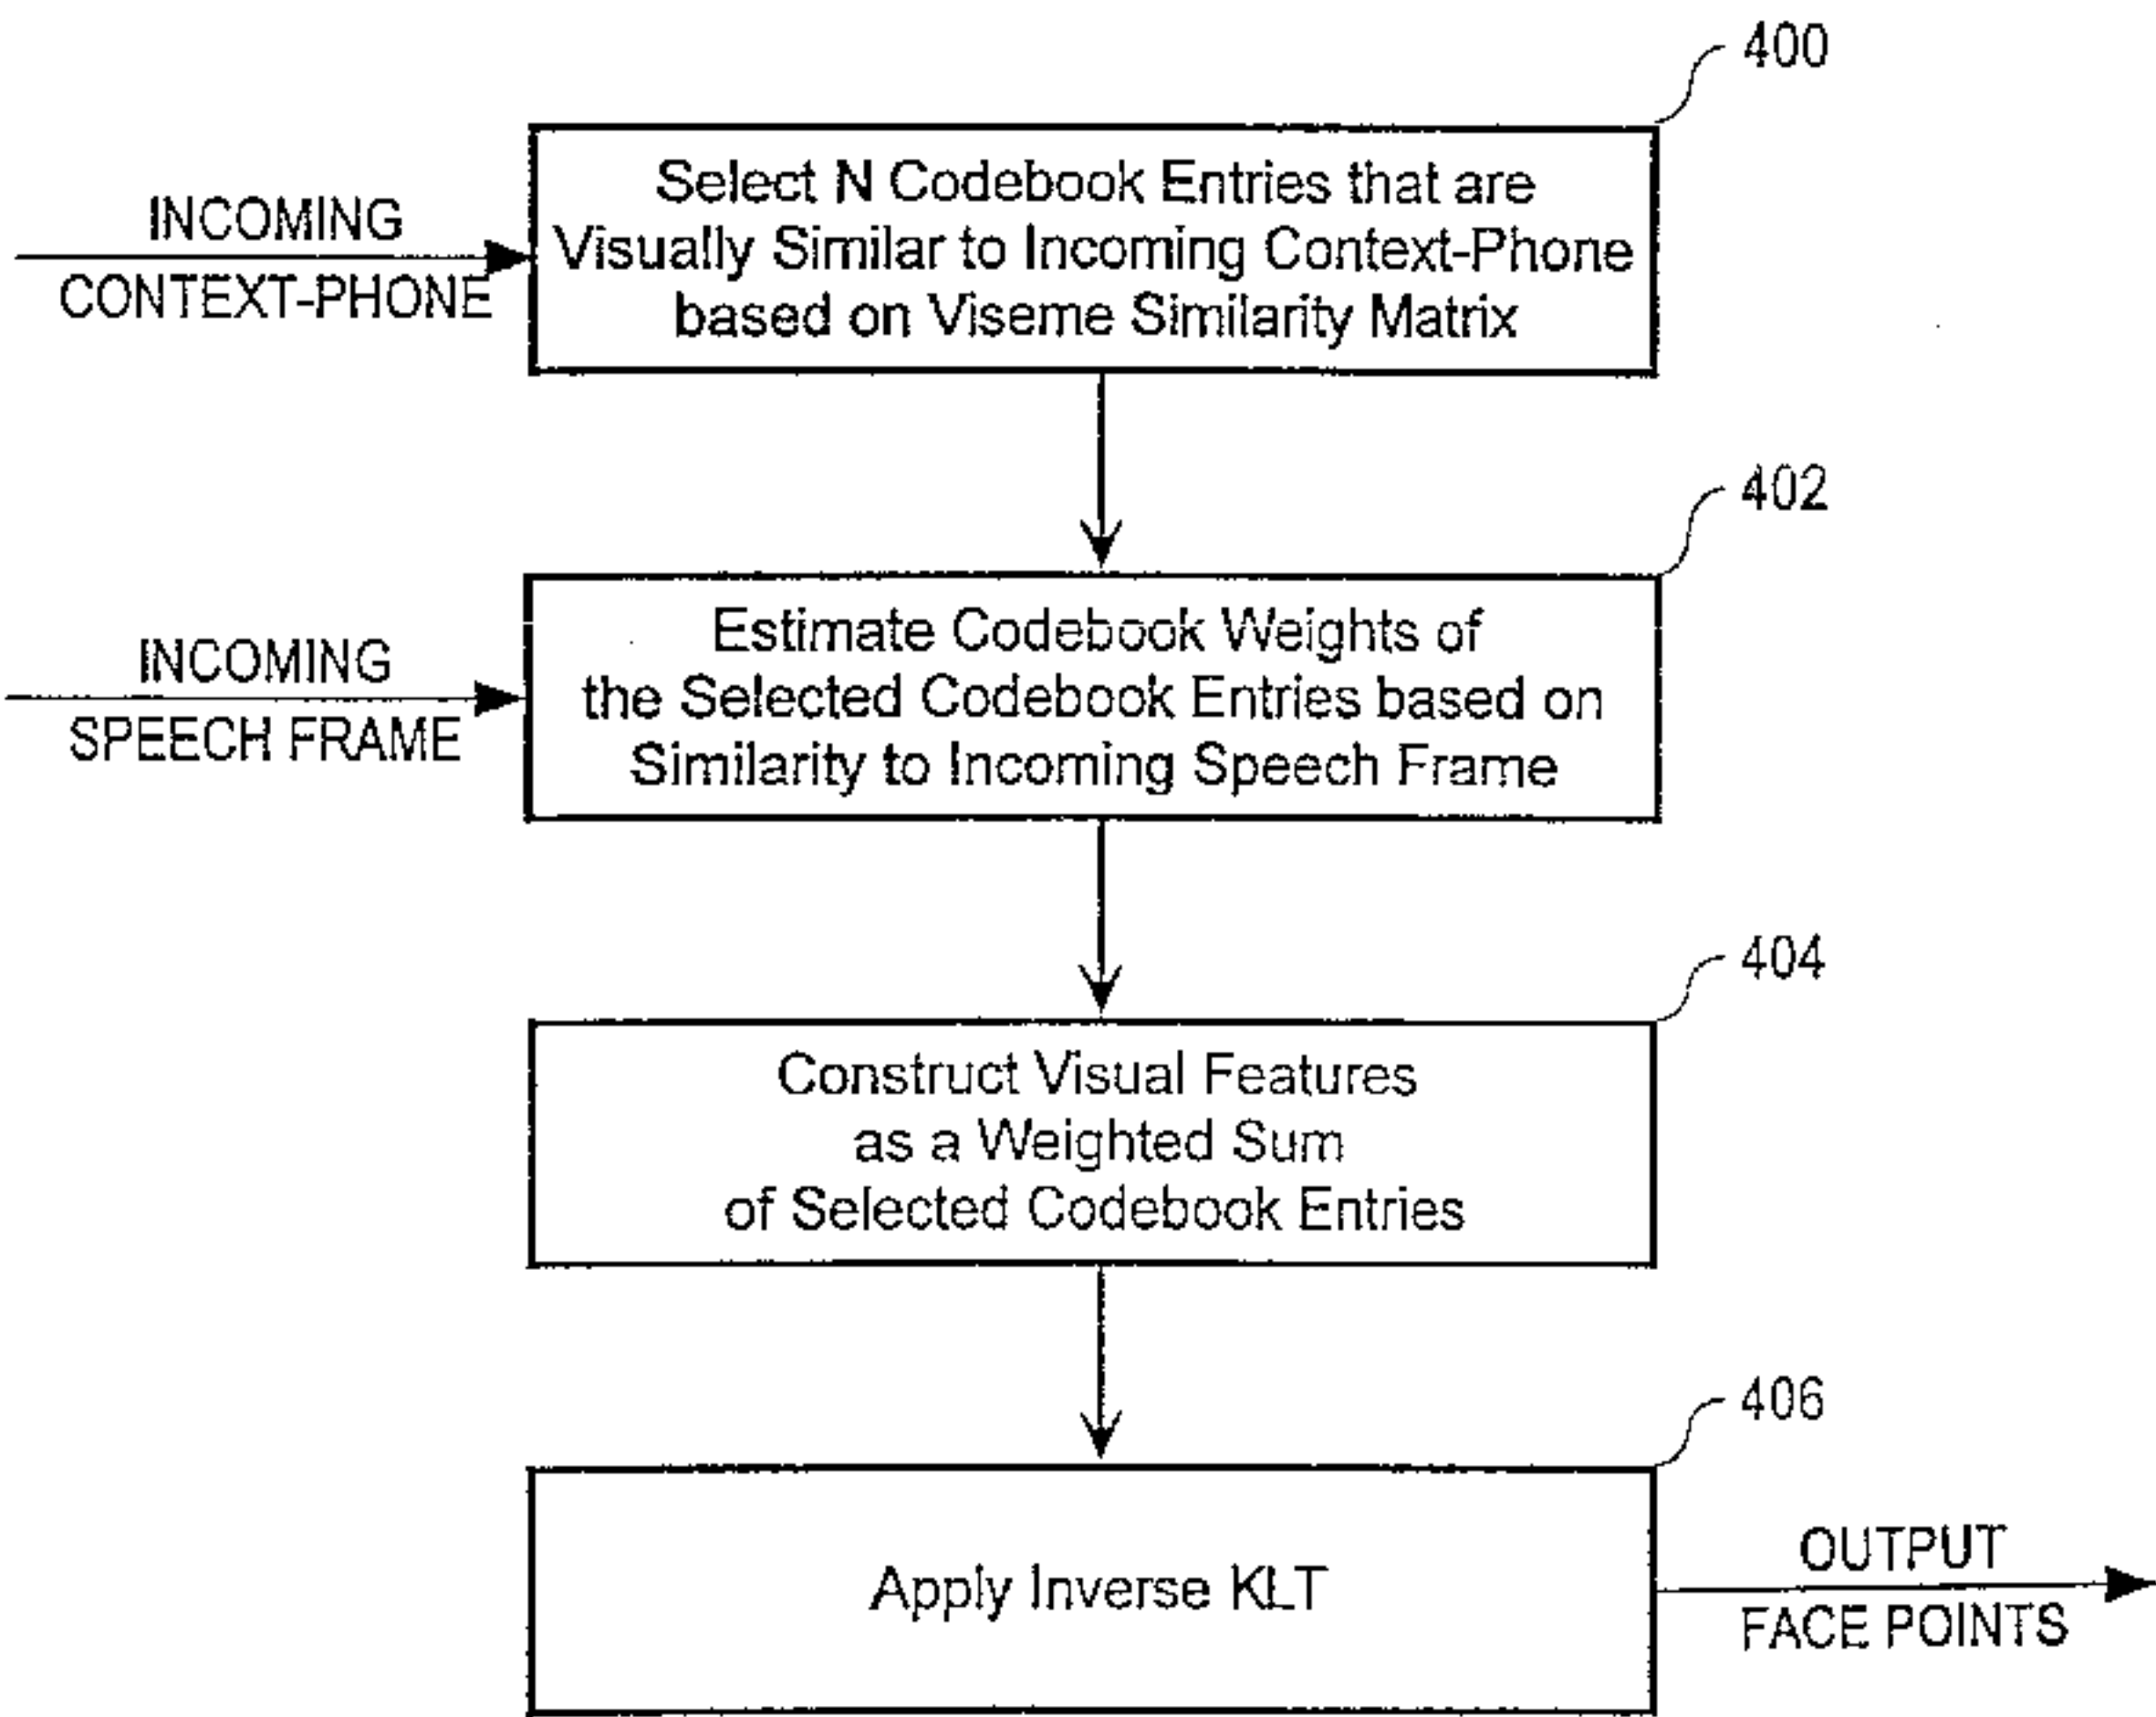 400
INCOMING
CONTEXT-PHONE
Select N Codebook Entries that are
Visually Similar to Incoming Context-Phone
based on Viseme Similarity Matrix
402
INCOMING
SPEECH FRAME
Estimate Codebook Weights of
the Selected Codebook Entries based on
Similarity to Incoming Speech Frame
404
Construct Visual Features
as a Weighted Sum
of Selected Codebook Entries
406
Apply Inverse KLT
OUTPUT
FACE POINTS